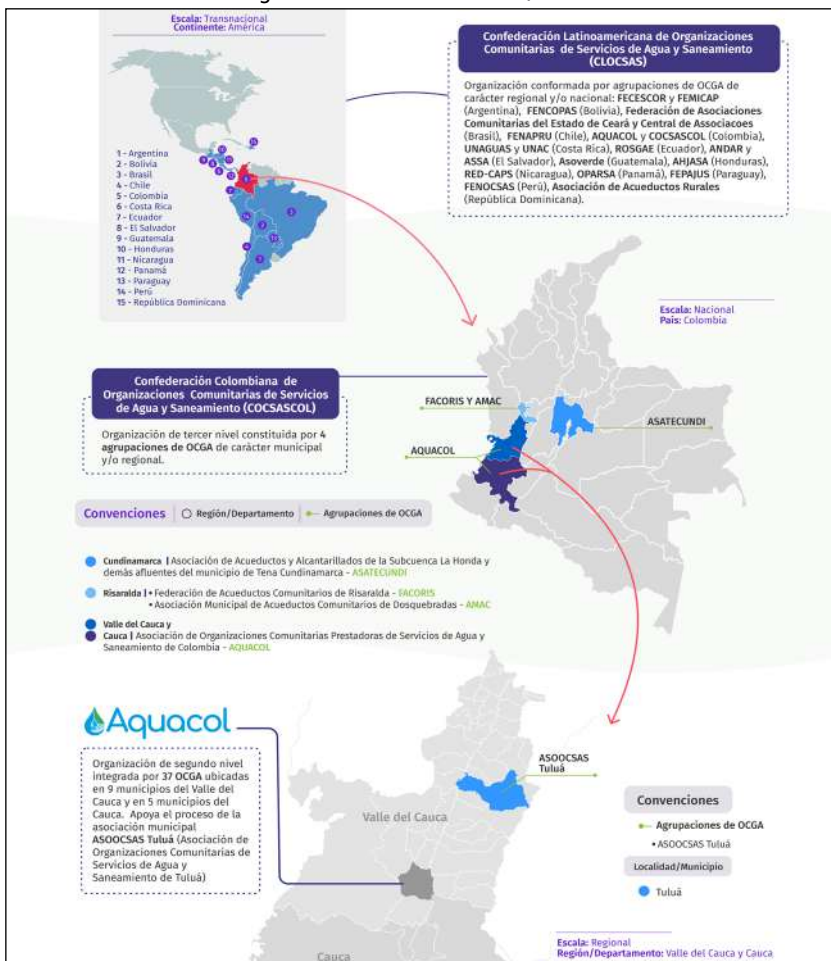 Escala: Transnacional
Continente: América
1 - Argentina
2 - Bolivia
3 - Brasil
4 - Chile
5 - Colombia
6 - Costa Rica
7 - Ecuador
8 - El Salvador
9 - Guatemala
10 - Honduras
11 - Nicaragua
12 - Panamá
13 - Paraguay
14 - Perú
15 - República Dominicana
Confederación Latinoamericana de Organizaciones
Comunitarias de Servicios de Agua y Saneamiento
(CLOCSAS)
Organización conformada por agrupaciones de OCGA de
carácter regional y/o nacional: FECESCOR y FEMICAP
(Argentina), FENCOPAS (Bolivia), Federación de Asociaciones
Comunitarias del Estado de Ceará y Central de Associacoes
(Brasil), FENAPRU (Chile), AQUACOL y COCSASCOL (Colombia),
UNAGUAS y UNAC (Costa Rica), ROSGAE (Ecuador), ANDAR y
ASSA (El Salvador), Asoverde (Guatemala), AHJASA (Honduras),
RED-CAPS (Nicaragua), OPARSA (Panamá), FEPAJUS (Paraguay),
FENOCSAS (Perú), Asociación de Acueductos Rurales
(República Dominicana).
Escala: Nacional
País: Colombia
Confederación Colombiana de
Organizaciones Comunitarias de Servicios
de Agua y Saneamiento (COCSASCOL)
Organización de tercer nivel constituida por 4
agrupaciones de OCGA de carácter municipal
y/o regional.
FACORIS Y AMAC
ASATECUNDI
AQUACOL
Convenciones
Región/Departamento
Agrupaciones de OCGA
Cundinamarca | Asociación de Acueductos y Alcantarillados de la Subcuenca La Honda y
demás afluentes del municipio de Tena Cundinamarca - ASATECUNDI
Risaralda | • Federación de Acueductos Comunitarios de Risaralda - FACORIS
• Asociación Municipal de Acueductos Comunitarios de Dosquebradas - AMAC
Valle del Cauca y
Cauca | Asociación de Organizaciones Comunitarias Prestadoras de Servicios de Agua y
Saneamiento de Colombia - AQUACOL
Aquacol
Organización de segundo nivel
integrada por 37 OCGA ubicadas
en 9 municipios del Valle del
Cauca y en 5 municipios del
Cauca. Apoya el proceso de la
asociación municipal
ASOOCSAS Tuluá (Asociación de
Organizaciones Comunitarias de
Servicios de Agua y
Saneamiento de Tuluá)
ASOOCSAS
Tuluá
Valle del Cauca
Cauca
Convenciones
Agrupaciones de OCGA
• ASOOCSAS Tuluá
Localidad/Municipio
Tuluá
Escala: Regional
Región/Departamento: Valle del Cauca y Cauca